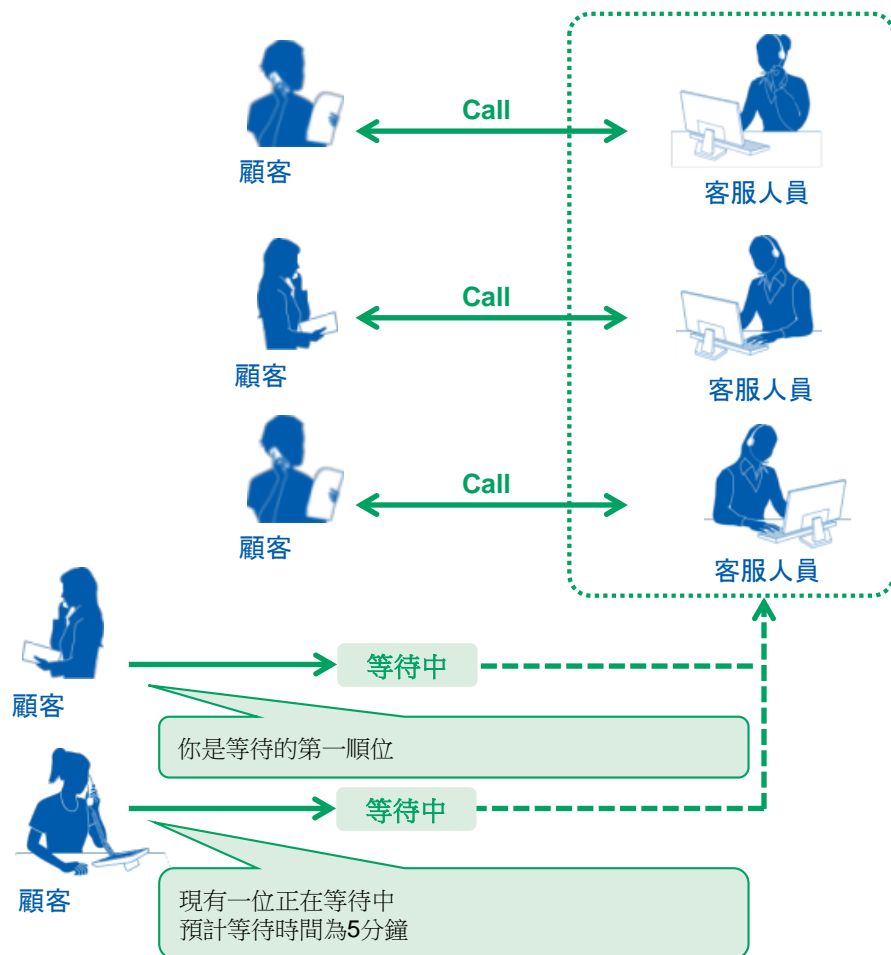 Call
顧客
客服人員
Call
顧客
客服人員
Call
顧客
客服人員
等待中
顧客
你是等待的第一順位
等待中
顧客
現有一位正在等待中
預計等待時間為5分鐘